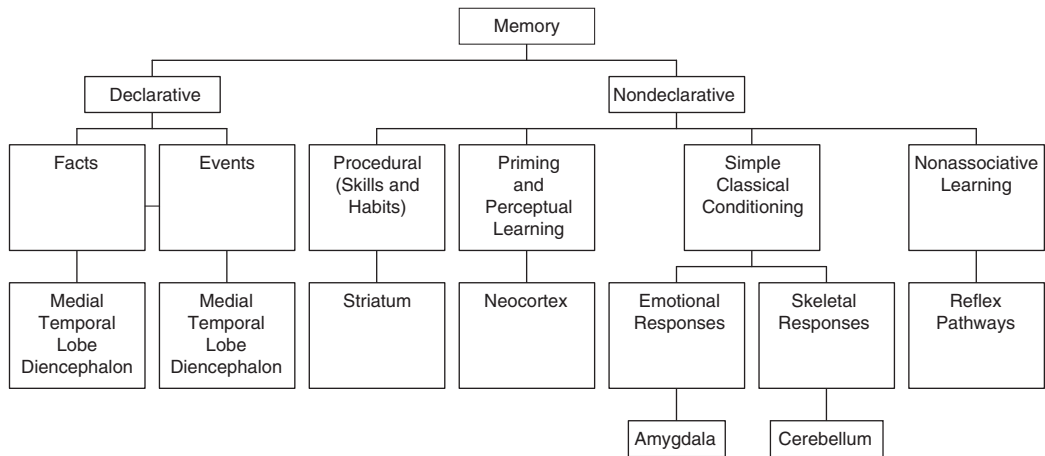 Memory
Declarative
Nondeclarative
Facts
Events
Procedural
(Skills and
Habits)
Priming
and
Perceptual
Learning
Simple
Classical
Conditioning
Nonassociative
Learning
Medial
Temporal
Lobe
Diencephalon
Medial
Temporal
Lobe
Diencephalon
Striatum
Neocortex
Emotional
Responses
Skeletal
Responses
Reflex
Pathways
Amygdala
Cerebellum